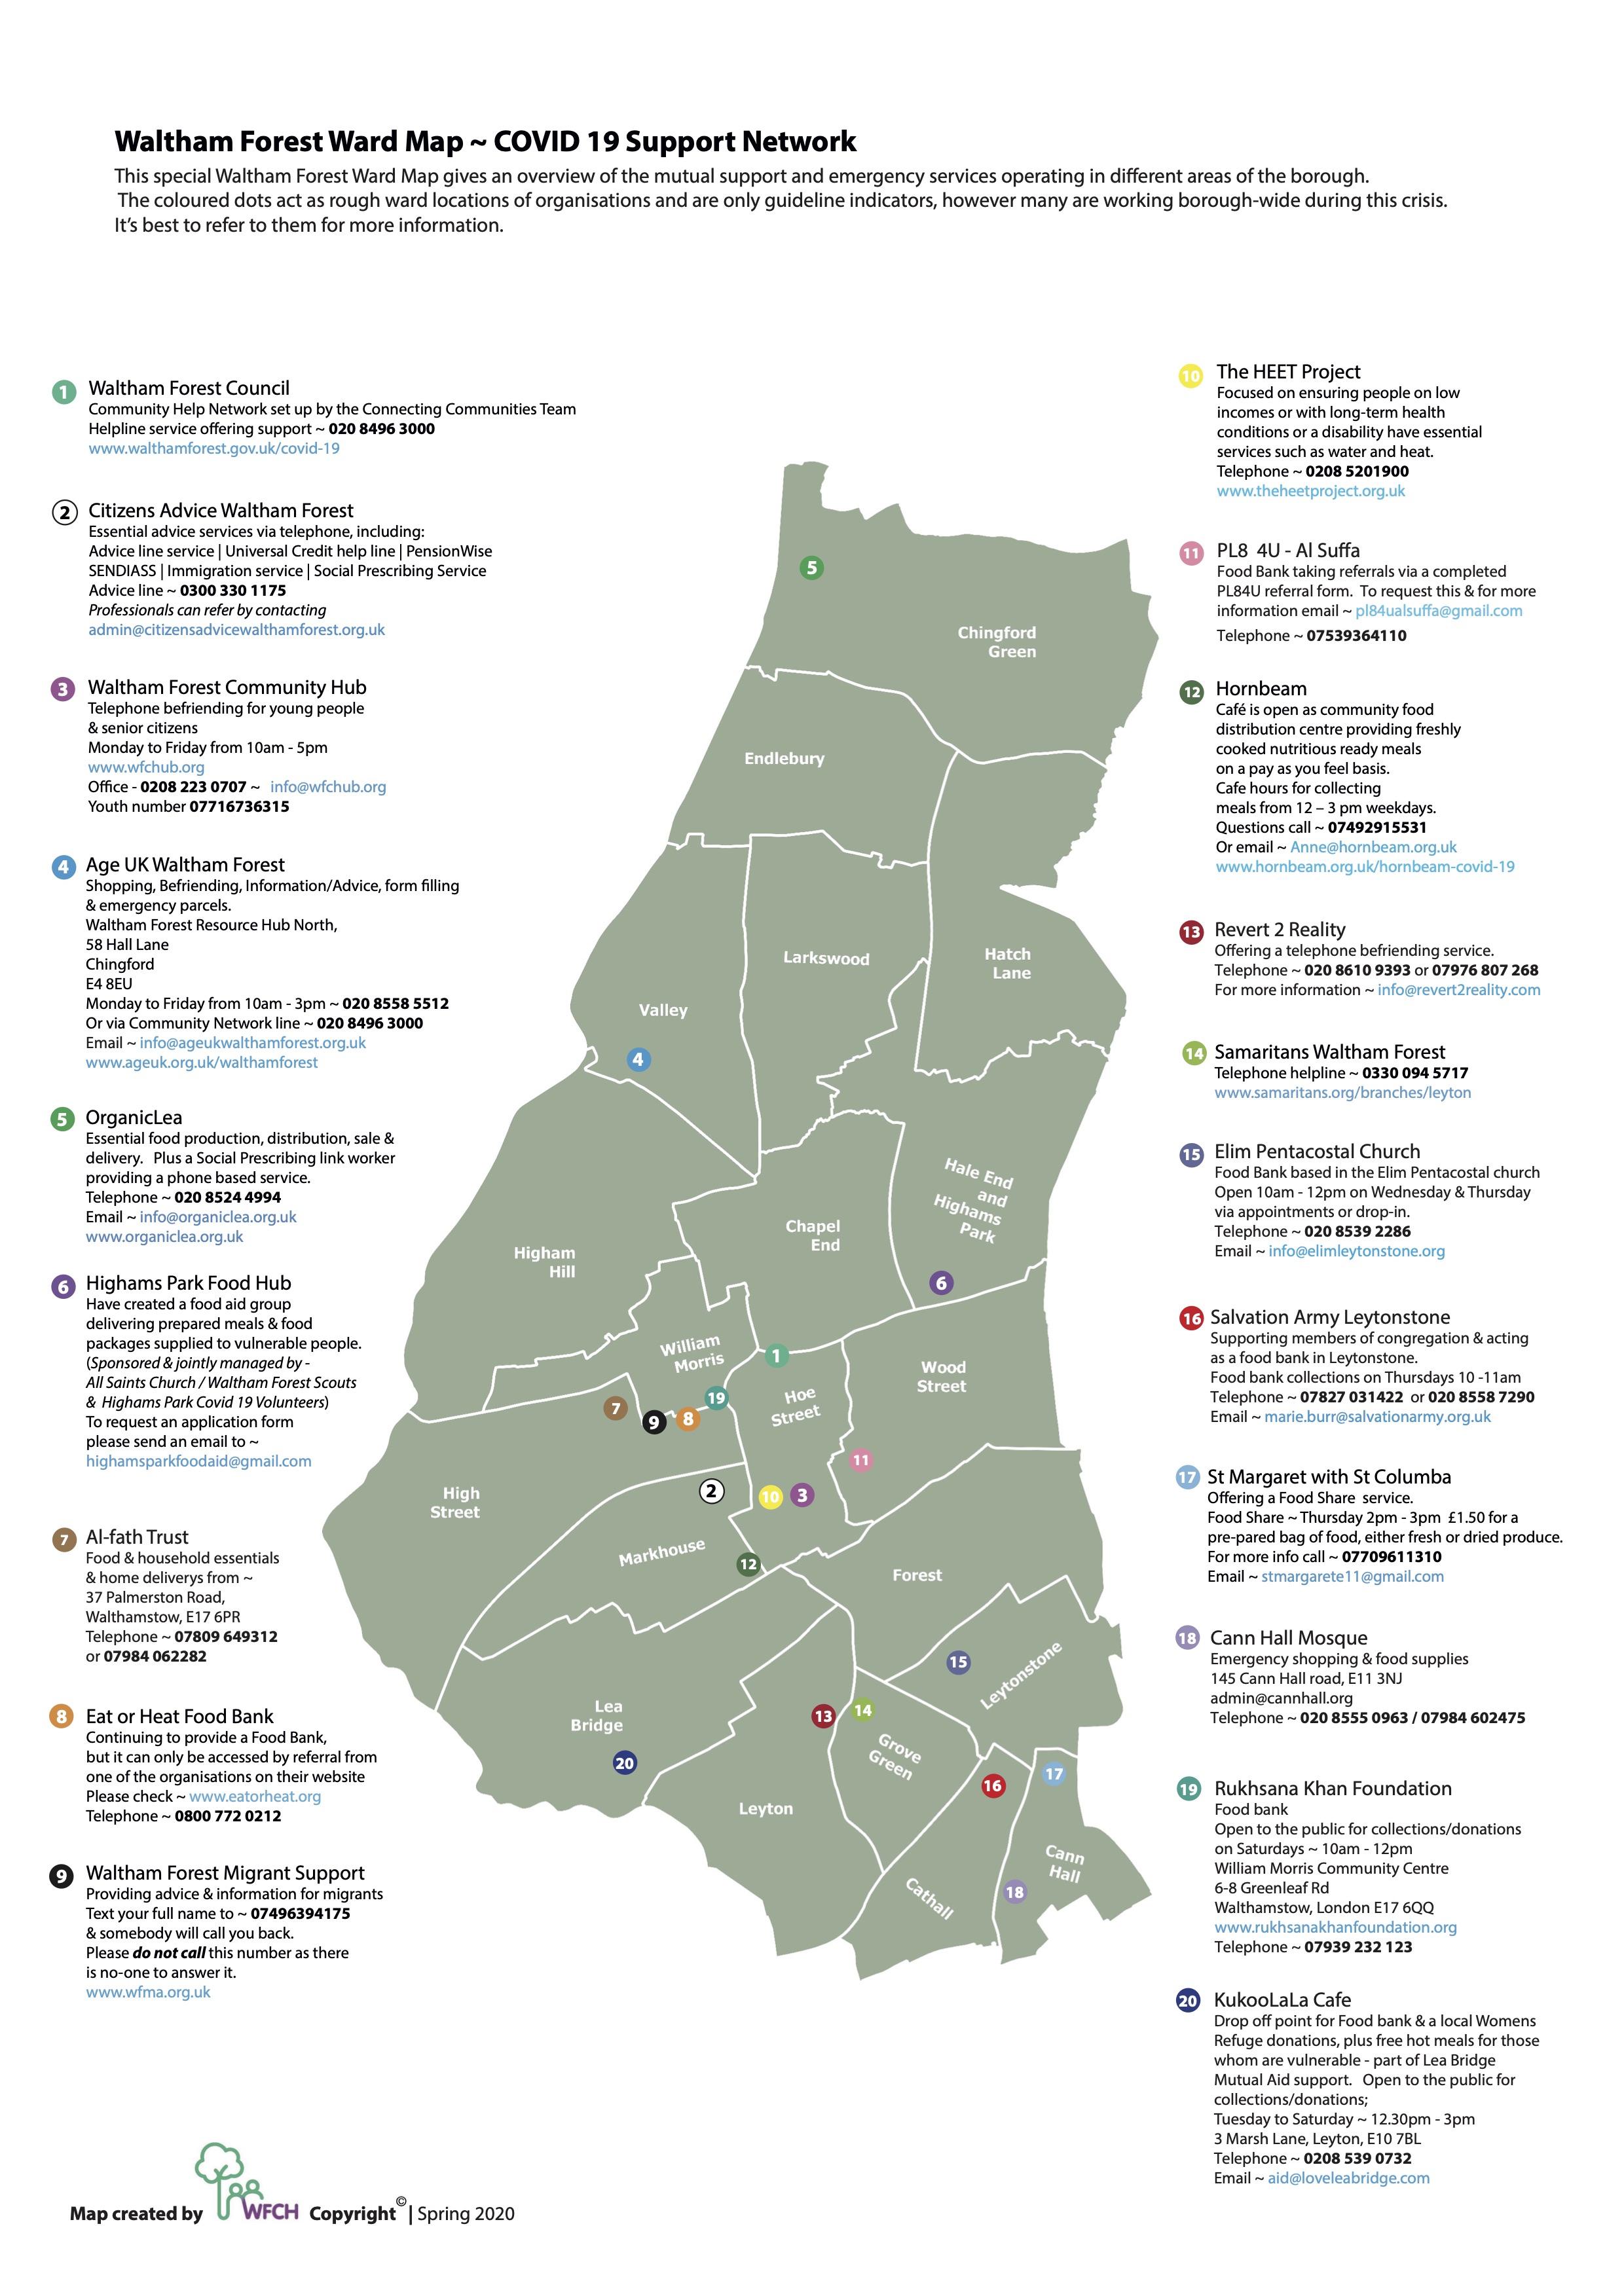 Waltham Forest Ward Map ~ COVID 19 Support Network
This special Waltham Forest Ward Map gives an overview of the mutual support and emergency services operating in different areas of the borough.
The coloured dots act as rough ward locations of organisations and are only guideline indicators, however many are working borough-wide during this crisis.
It's best to refer to them for more information.
1 Waltham Forest Council
Community Help Network set up by the Connecting Communities Team
Helpline service offering support ~ 020 8496 3000
www.walthamforest.gov.uk/covid-19
2 Citizens Advice Waltham Forest
Essential advice services via telephone, including:
Advice line service | Universal Credit help line | PensionWise
SENDIASS | Immigration service | Social Prescribing Service
Advice line ~ 0300 330 1175
Professionals can refer by contacting
admin@citizensadvicewalthamforest.org.uk
3 Waltham Forest Community Hub
Telephone befriending for young people
& senior citizens
Monday to Friday from 10am - 5pm
www.wfchub.org
Office - 0208 223 0707 ~ info@wfchub.org
Youth number 07716736315
4 Age UK Waltham Forest
Shopping, Befriending, Information/Advice, form filling
& emergency parcels.
Waltham Forest Resource Hub North,
58 Hall Lane
Chingford
E4 8EU
Monday to Friday from 10am - 3pm ~ 020 8558 5512
Or via Community Network line ~ 020 8496 3000
Email ~ info@ageukwalthamforest.org.uk
www.ageuk.org.uk/walthamforest
5 OrganicLea
Essential food production, distribution, sale &
delivery. Plus a Social Prescribing link worker
providing a phone based service.
Telephone ~ 020 8524 4994
Email ~ info@organiclea.org.uk
www.organiclea.org.uk
6 Highams Park Food Hub
Have created a food aid group
delivering prepared meals & food
packages supplied to vulnerable people.
(Sponsored & jointly managed by -
All Saints Church / Waltham Forest Scouts
& Highams Park Covid 19 Volunteers)
To request an application form
please send an email to ~
highamsparkfoodaid@gmail.com
7 Al-fath Trust
Food & household essentials
& home deliverys from ~
37 Palmerston Road,
Walthamstow, E17 6PR
Telephone ~ 07809 649312
or 07984 062282
8 Eat or Heat Food Bank
Continuing to provide a Food Bank,
but it can only be accessed by referral from
one of the organisations on their website
Please check ~ www.eatorheat.org
Telephone ~ 0800 772 0212
9 Waltham Forest Migrant Support
Providing advice & information for migrants
Text your full name to ~ 07496394175
& somebody will call you back.
Please do not call this number as there
is no-one to answer it.
www.wfma.org.uk
5
Chingford
Green
Endlebury
Larkswood
Hatch
Lane
Valley
4
Hale End
and
Highams
Park
Chapel
End
Higham
Hill
6
William
Morris
1
Wood
Street
Hoe
Street
19
7
9
8
11
High
Street
2
10
3
Markhouse
12
Forest
15
Leytonstone
Lea
Bridge
13
14
Grove
Green
20
16
17
Leyton
Cann
Hall
18
Cathall
10 The HEET Project
Focused on ensuring people on low
incomes or with long-term health
conditions or a disability have essential
services such as water and heat.
Telephone ~ 0208 5201900
www.theheetproject.org.uk
11 PL8 4U - Al Suffa
Food Bank taking referrals via a completed
PL84U referral form. To request this & for more
information email ~ pl84ualsuffa@gmail.com
Telephone ~ 07539364110
12 Hornbeam
Café is open as community food
distribution centre providing freshly
cooked nutritious ready meals
on a pay as you feel basis.
Cafe hours for collecting
meals from 12 – 3 pm weekdays.
Questions call ~ 07492915531
Or email ~ Anne@hornbeam.org.uk
www.hornbeam.org.uk/hornbeam-covid-19
13 Revert 2 Reality
Offering a telephone befriending service.
Telephone ~ 020 8610 9393 or 07976 807 268
For more information ~ info@revert2reality.com
14 Samaritans Waltham Forest
Telephone helpline ~ 0330 094 5717
www.samaritans.org/branches/leyton
15 Elim Pentacostal Church
Food Bank based in the Elim Pentacostal church
Open 10am - 12pm on Wednesday & Thursday
via appointments or drop-in.
Telephone ~ 020 8539 2286
Email ~ info@elimleytonstone.org
16 Salvation Army Leytonstone
Supporting members of congregation & acting
as a food bank in Leytonstone.
Food bank collections on Thursdays 10 -11am
Telephone ~ 07827 031422 or 020 8558 7290
Email ~ marie.burr@salvationarmy.org.uk
17 St Margaret with St Columba
Offering a Food Share service.
Food Share ~ Thursday 2pm - 3pm £1.50 for a
pre-pared bag of food, either fresh or dried produce.
For more info call ~ 07709611310
Email ~ stmargarete11@gmail.com
18 Cann Hall Mosque
Emergency shopping & food supplies
145 Cann Hall road, E11 3NJ
admin@cannhall.org
Telephone ~ 020 8555 0963 / 07984 602475
19 Rukhsana Khan Foundation
Food bank
Open to the public for collections/donations
on Saturdays ~ 10am - 12pm
William Morris Community Centre
6-8 Greenleaf Rd
Walthamstow, London E17 6QQ
www.rukhsanakhanfoundation.org
Telephone ~ 07939 232 123
20 KukooLaLa Cafe
Drop off point for Food bank & a local Womens
Refuge donations, plus free hot meals for those
whom are vulnerable - part of Lea Bridge
Mutual Aid support. Open to the public for
collections/donations;
Tuesday to Saturday ~ 12.30pm - 3pm
3 Marsh Lane, Leyton, E10 7BL
Telephone ~ 0208 539 0732
Email ~ aid@loveleabridge.com
Map created by WFCH Copyright© | Spring 2020